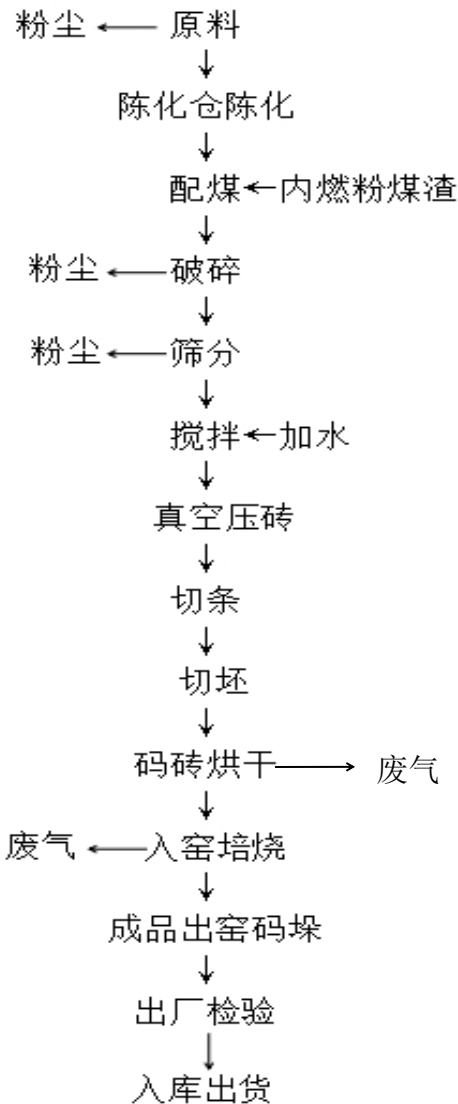 粉尘 原料
陈化仓陈化
配煤 内燃粉煤渣
粉尘 破碎
粉尘 筛分
搅拌 加水
真空压砖
切条
切坯
码砖烘干 废气
废气 入窑培烧
成品出窑码垛
出厂检验
入库出货